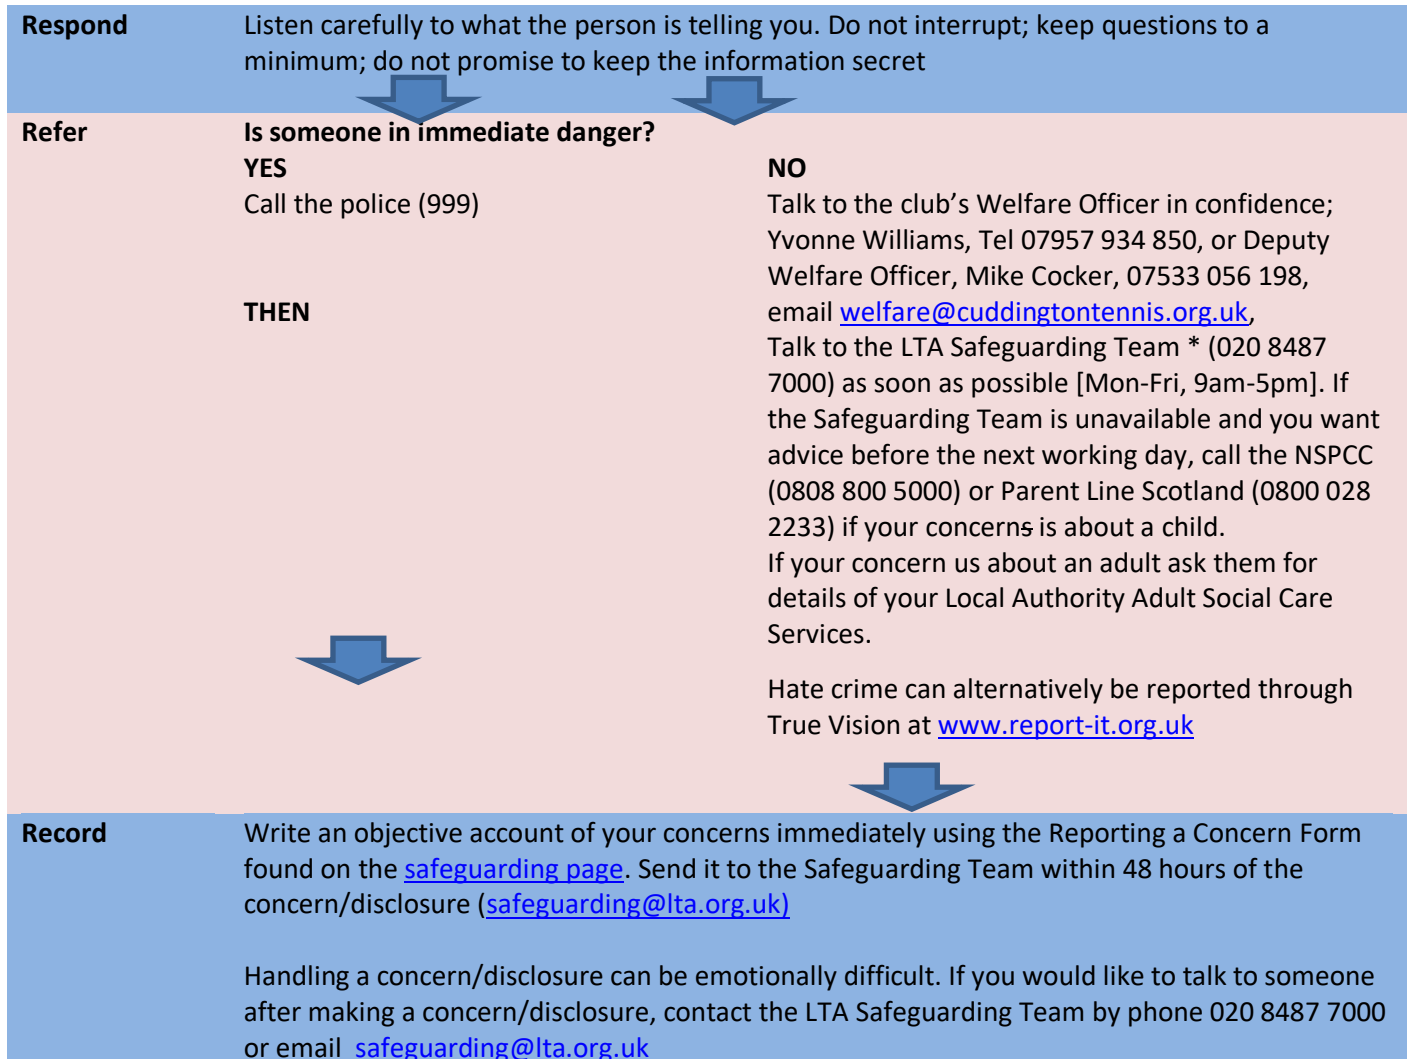 Respond
Listen carefully to what the person is telling you. Do not interrupt; keep questions to a
minimum; do not promise to keep the information secret
Refer
Is someone in immediate danger?
YES
Call the police (999)
THEN
NO
Talk to the club’s Welfare Officer in confidence;
Yvonne Williams, Tel 07957 934 850, or Deputy
Welfare Officer, Mike Cocker, 07533 056 198,
email welfare@cuddingtontennis.org.uk,
Talk to the LTA Safeguarding Team * (020 8487
7000) as soon as possible [Mon-Fri, 9am-5pm]. If
the Safeguarding Team is unavailable and you want
advice before the next working day, call the NSPCC
(0808 800 5000) or Parent Line Scotland (0800 028
2233) if your concerns is about a child.
If your concern us about an adult ask them for
details of your Local Authority Adult Social Care
Services.
Hate crime can alternatively be reported through
True Vision at www.report-it.org.uk
Record
Write an objective account of your concerns immediately using the Reporting a Concern Form
found on the safeguarding page. Send it to the Safeguarding Team within 48 hours of the
concern/disclosure (safeguarding@lta.org.uk)
Handling a concern/disclosure can be emotionally difficult. If you would like to talk to someone
after making a concern/disclosure, contact the LTA Safeguarding Team by phone 020 8487 7000
or email safeguarding@lta.org.uk